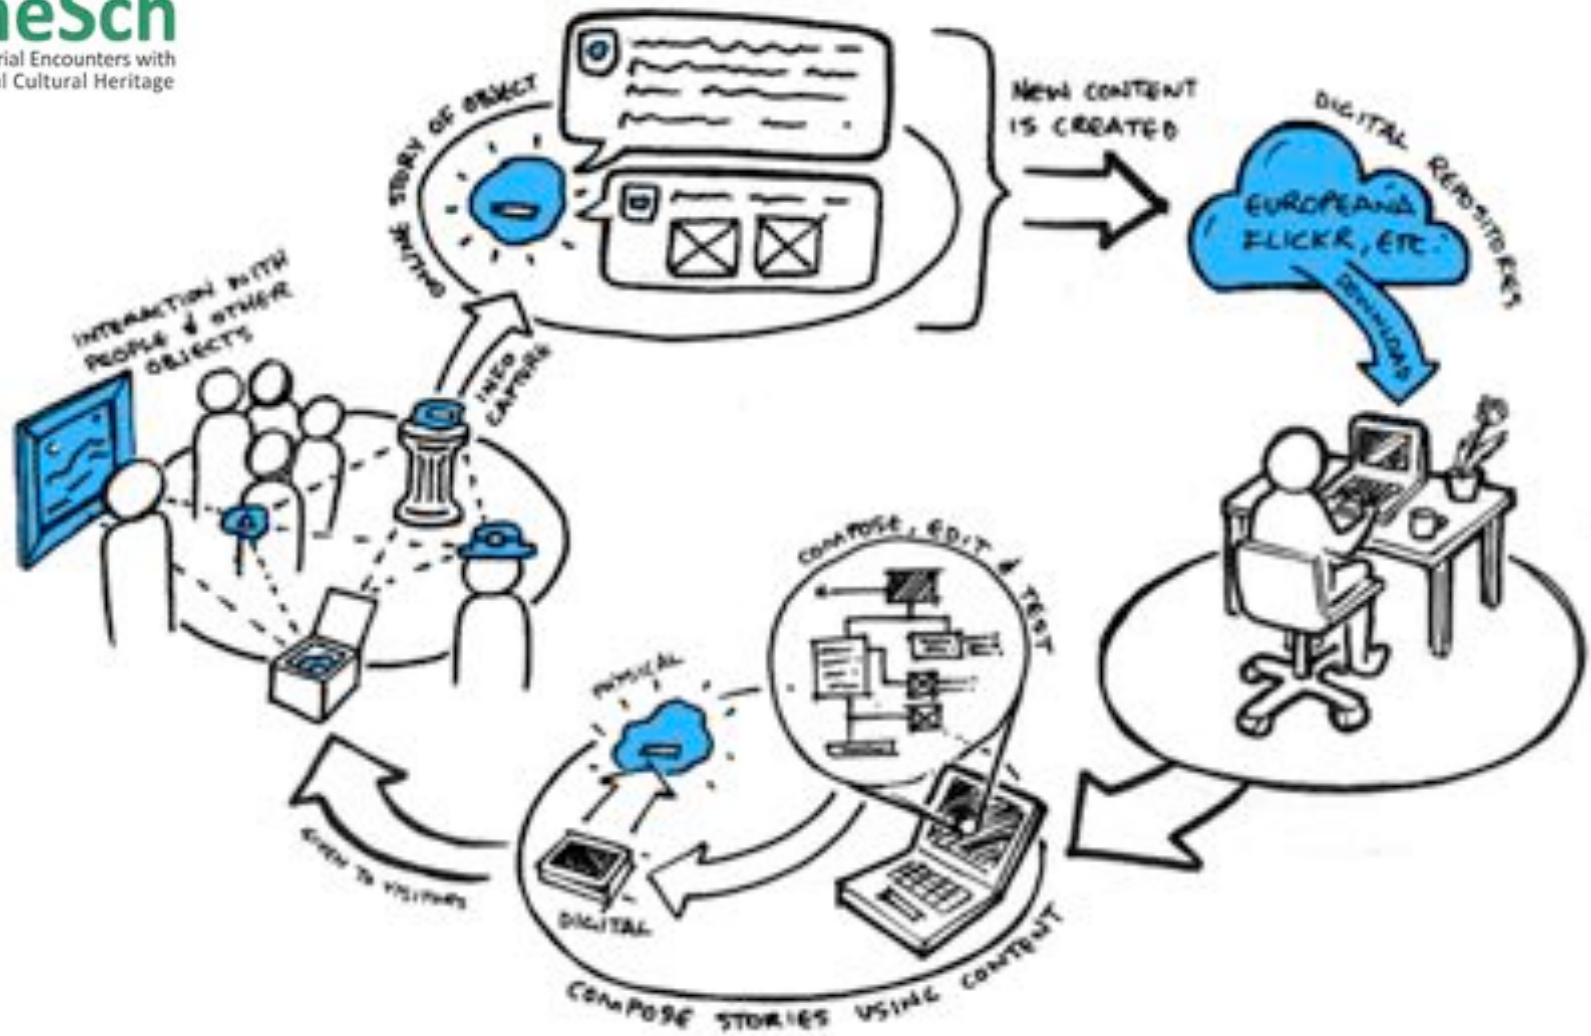 neSch
rial Encounters with
l Cultural Heritage
ONLINE STORY OF OBJECT
NEW CONTENT
IS CREATED
DIGITAL REPOSITORIES
EUROPEANA
FLICKR, ETC.
DOWNLOAD
INTERACTION WITH
PEOPLE & OTHER
OBJECTS
INFO
CAPTURE
COMPOSE, EDIT & TEST
PHYSICAL
DIGITAL
GIVEN TO VISITORS
COMPOSE STORIES USING CONTENT